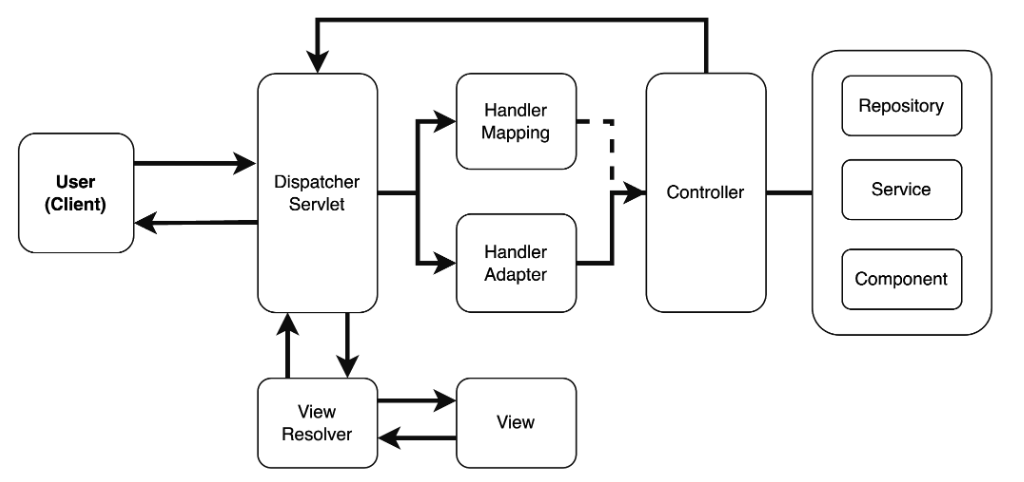 User
(Client)
Dispatcher
Servlet
Handler
Mapping
Handler
Adapter
Controller
Repository
Service
Component
View
Resolver
View